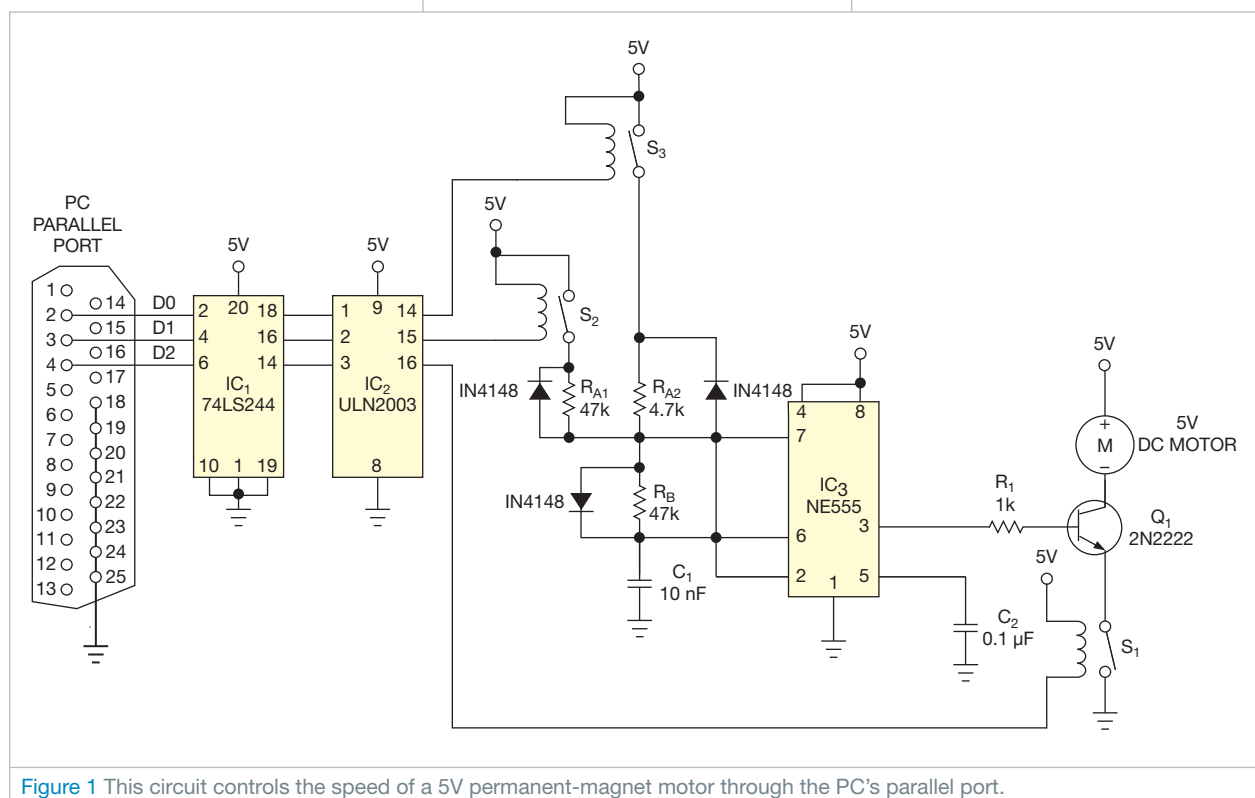 5V
S3
PC
PARALLEL
PORT
5V
5V
5V
1
2
3
4
5
6
7
8
9
10
11
12
13
14
15
16
17
18
19
20
21
22
23
24
25
D0
D1
D2
2
4
6
20
18
16
14
IC1
74LS244
10
1
19
1
2
3
9
14
15
16
IC2
ULN2003
8
S2
IN4148
RA1
47k
RA2
4.7k
IN4148
IN4148
RB
47k
C1
10 nF
5V
4
8
7
IC3
NE555
3
6
2
5
1
C2
0.1 µF
R1
1k
5V
+
M
–
5V
DC MOTOR
Q1
2N2222
5V
S1
Figure 1 This circuit controls the speed of a 5V permanent-magnet motor through the PC’s parallel port.